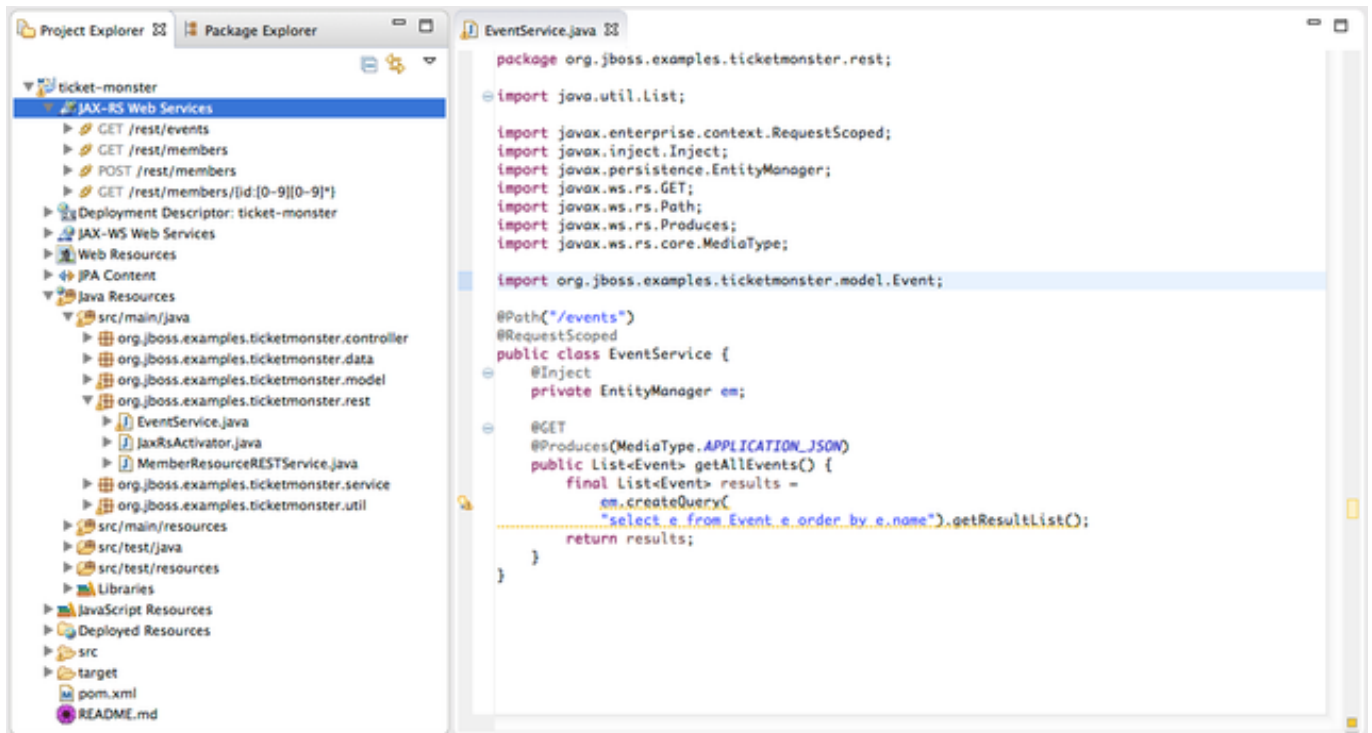 Project Explorer
Package Explorer
ticket-monster
JAX-RS Web Services
GET /rest/events
GET /rest/members
POST /rest/members
GET /rest/members/{id:[0-9][0-9]*}
Deployment Descriptor: ticket-monster
JAX-WS Web Services
Web Resources
JPA Content
Java Resources
src/main/java
org.jboss.examples.ticketmonster.controller
org.jboss.examples.ticketmonster.data
org.jboss.examples.ticketmonster.model
org.jboss.examples.ticketmonster.rest
EventService.java
JaxRsActivator.java
MemberResourceRESTService.java
org.jboss.examples.ticketmonster.service
org.jboss.examples.ticketmonster.util
src/main/resources
src/test/java
src/test/resources
Libraries
JavaScript Resources
Deployed Resources
src
target
pom.xml
README.md
EventService.java
package org.jboss.examples.ticketmonster.rest;
import java.util.List;
import javax.enterprise.context.RequestScoped;
import javax.inject.Inject;
import javax.persistence.EntityManager;
import javax.ws.rs.GET;
import javax.ws.rs.Path;
import javax.ws.rs.Produces;
import javax.ws.rs.core.MediaType;
import org.jboss.examples.ticketmonster.model.Event;
@Path("/events")
@RequestScoped
public class EventService {
@Inject
private EntityManager em;
@GET
@Produces(MediaType.APPLICATION_JSON)
public List<Event> getAllEvents() {
final List<Event> results =
em.createQuery(
"select e from Event e order by e.name").getResultList();
return results;
}
}